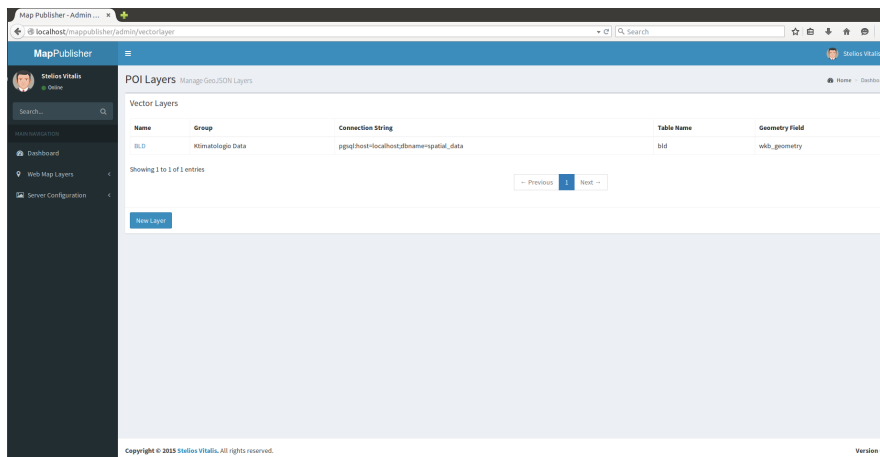 Map Publisher - Admin ...
localhost/mappublisher/admin/vectorlayer
Search
MapPublisher
Stelios Vitalis
Stelios Vitalis
Online
Search...
MAIN NAVIGATION
Dashboard
Web Map Layers
Server Configuration
POI Layers Manage GeoJSON Layers
Home
Vector Layers
Name Group Connection String Table Name Geometry Field
BLD Ktimatologio Data pgsql:host=localhost;dbname=spatial_data bld wkb_geometry
Showing 1 to 1 of 1 entries
← Previous 1 Next →
New Layer
Copyright © 2015 Stelios Vitalis. All rights reserved.
Version